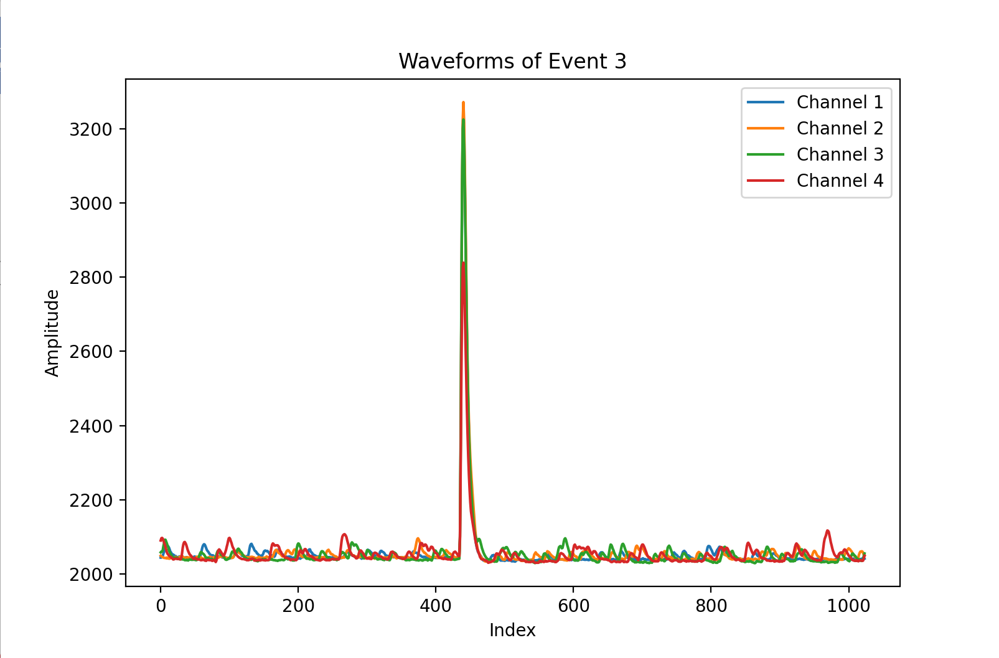 Waveforms of Event 3
Channel 1
Channel 2
Channel 3
Channel 4
3200
3000
2800
2600
2400
2200
2000
Amplitude
0 200 400 600 800 1000
Index